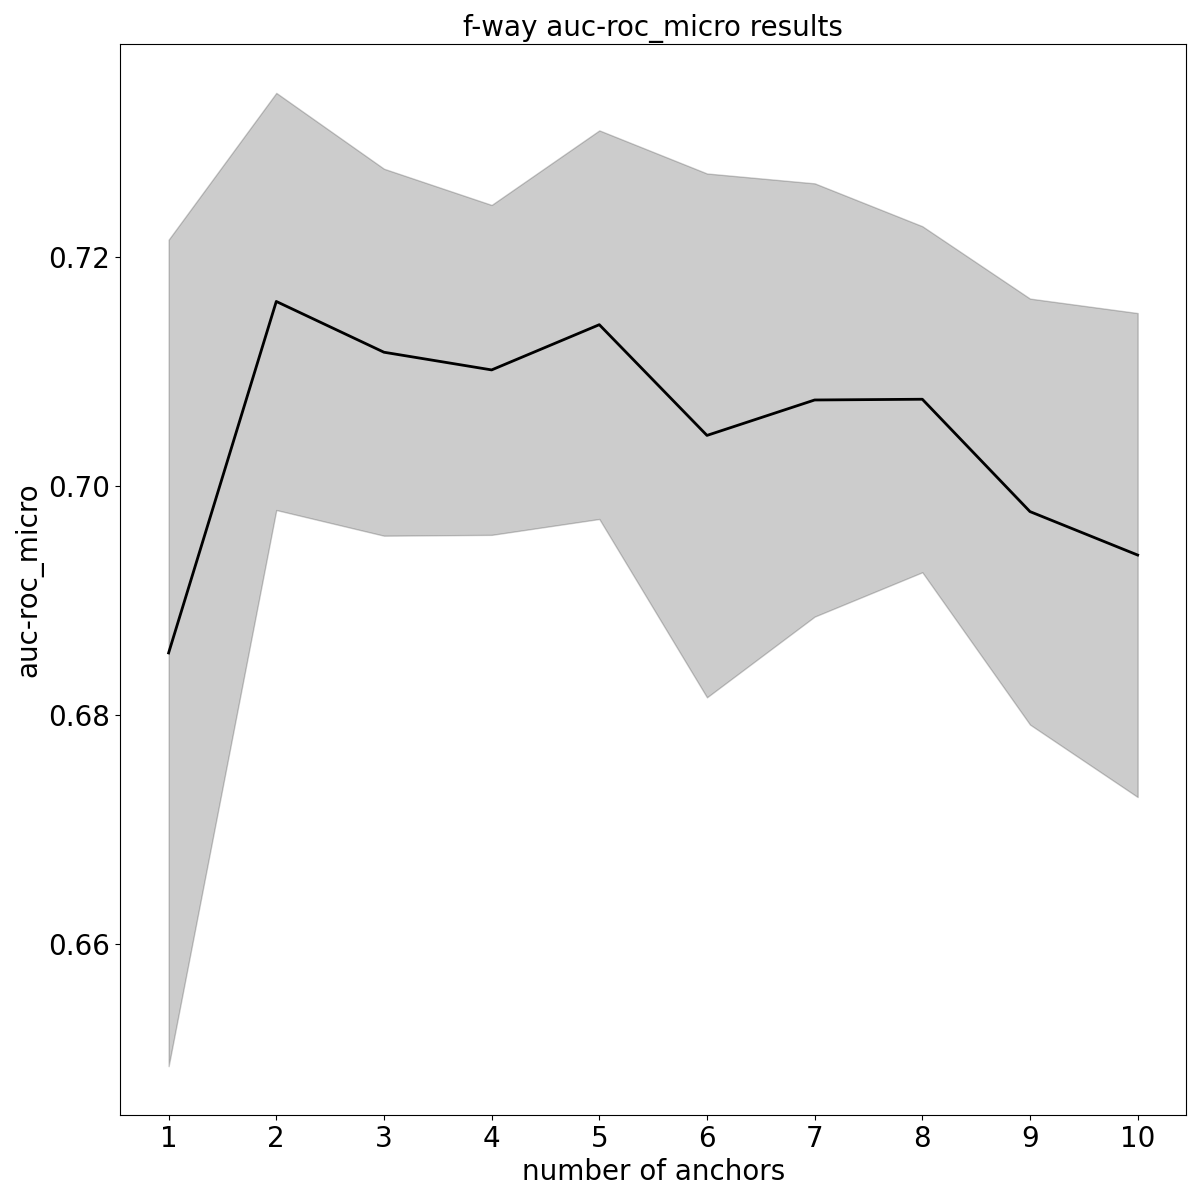 f-way auc-roc_micro results
auc-roc_micro
0.72
0.70
0.68
0.66
1 2 3 4 5 6 7 8 9 10
number of anchors